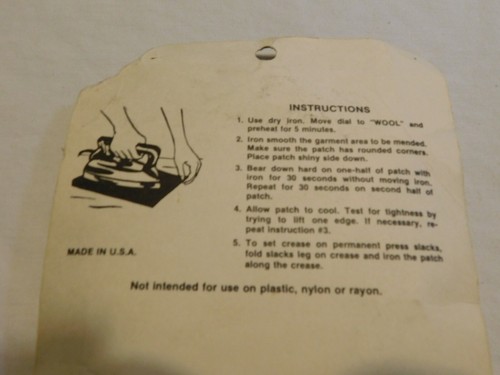 INSTRUCTIONS
1. Use dry iron. Move dial to "WOOL" and
preheat for 5 minutes.
2. Iron smooth the garment area to be mended.
Make sure the patch has rounded corners.
Place patch shiny side down.
3. Bear down hard on one-half of patch with
iron for 30 seconds without moving iron.
Repeat for 30 seconds on second half of
patch.
4. Allow patch to cool. Test for tightness by
trying to lift one edge. If necessary, re-
peat instruction #3.
5. To set crease on permanent press slacks,
fold slacks leg on crease and iron the patch
along the crease.
MADE IN U.S.A.
Not intended for use on plastic, nylon or rayon.